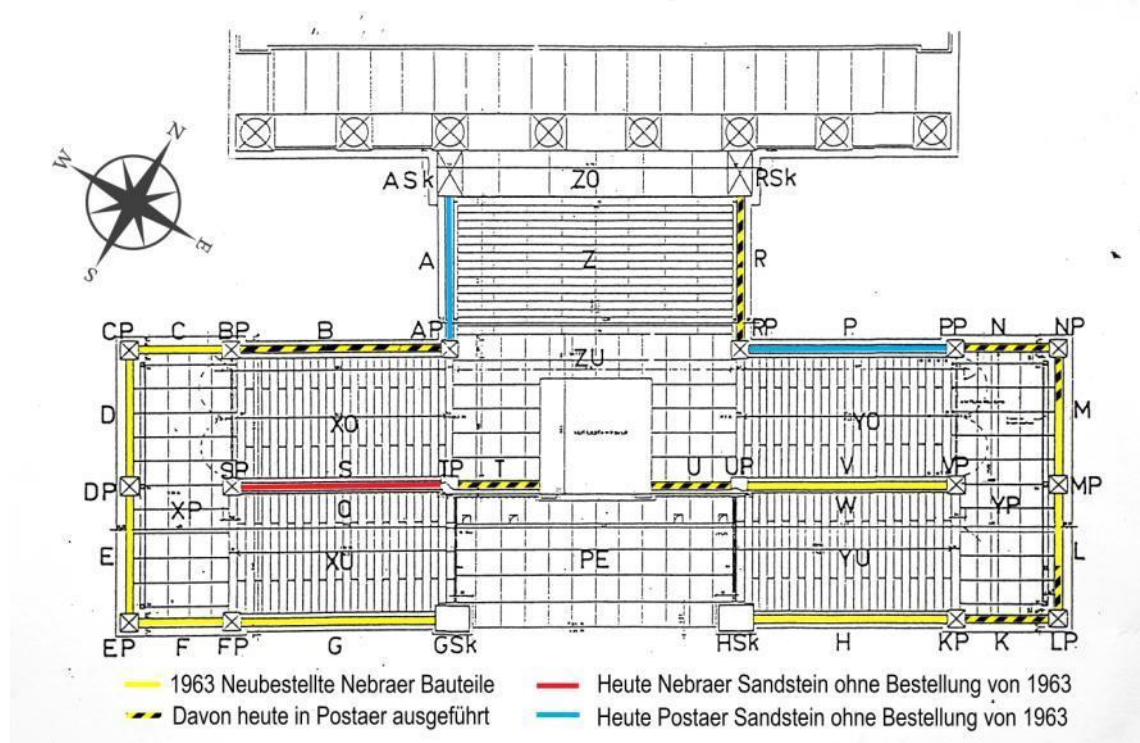 N
W
E
S
ASk ZO RSk
A Z R
CP C BP B AP RP P PP N NP
ZU
D XO YO M
SP S TP T U UP V VP
DP XP O W YP MP
E XU PE YU L
EP F FP G GSk HSk H KP K LP
1963 Neubestellte Nebraer Bauteile
Heute Nebraer Sandstein ohne Bestellung von 1963
Davon heute in Postaer ausgeführt
Heute Postaer Sandstein ohne Bestellung von 1963